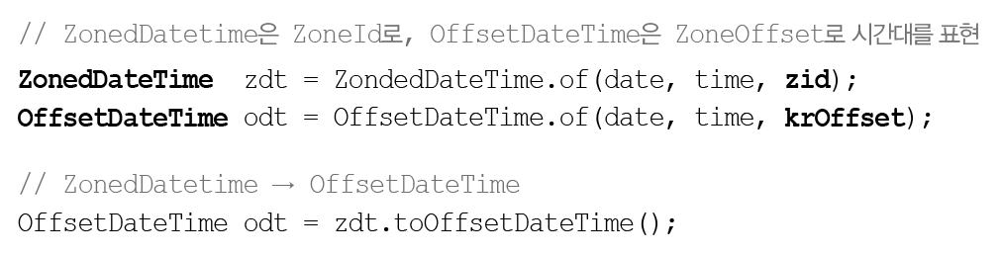 // ZonedDatetime은 ZoneId로, OffsetDateTime은 ZoneOffset로 시간대를 표현
ZonedDateTime  zdt = ZondedDateTime.of(date, time, zid);
OffsetDateTime odt = OffsetDateTime.of(date, time, krOffset);
// ZonedDatetime → OffsetDateTime
OffsetDateTime odt = zdt.toOffsetDateTime();